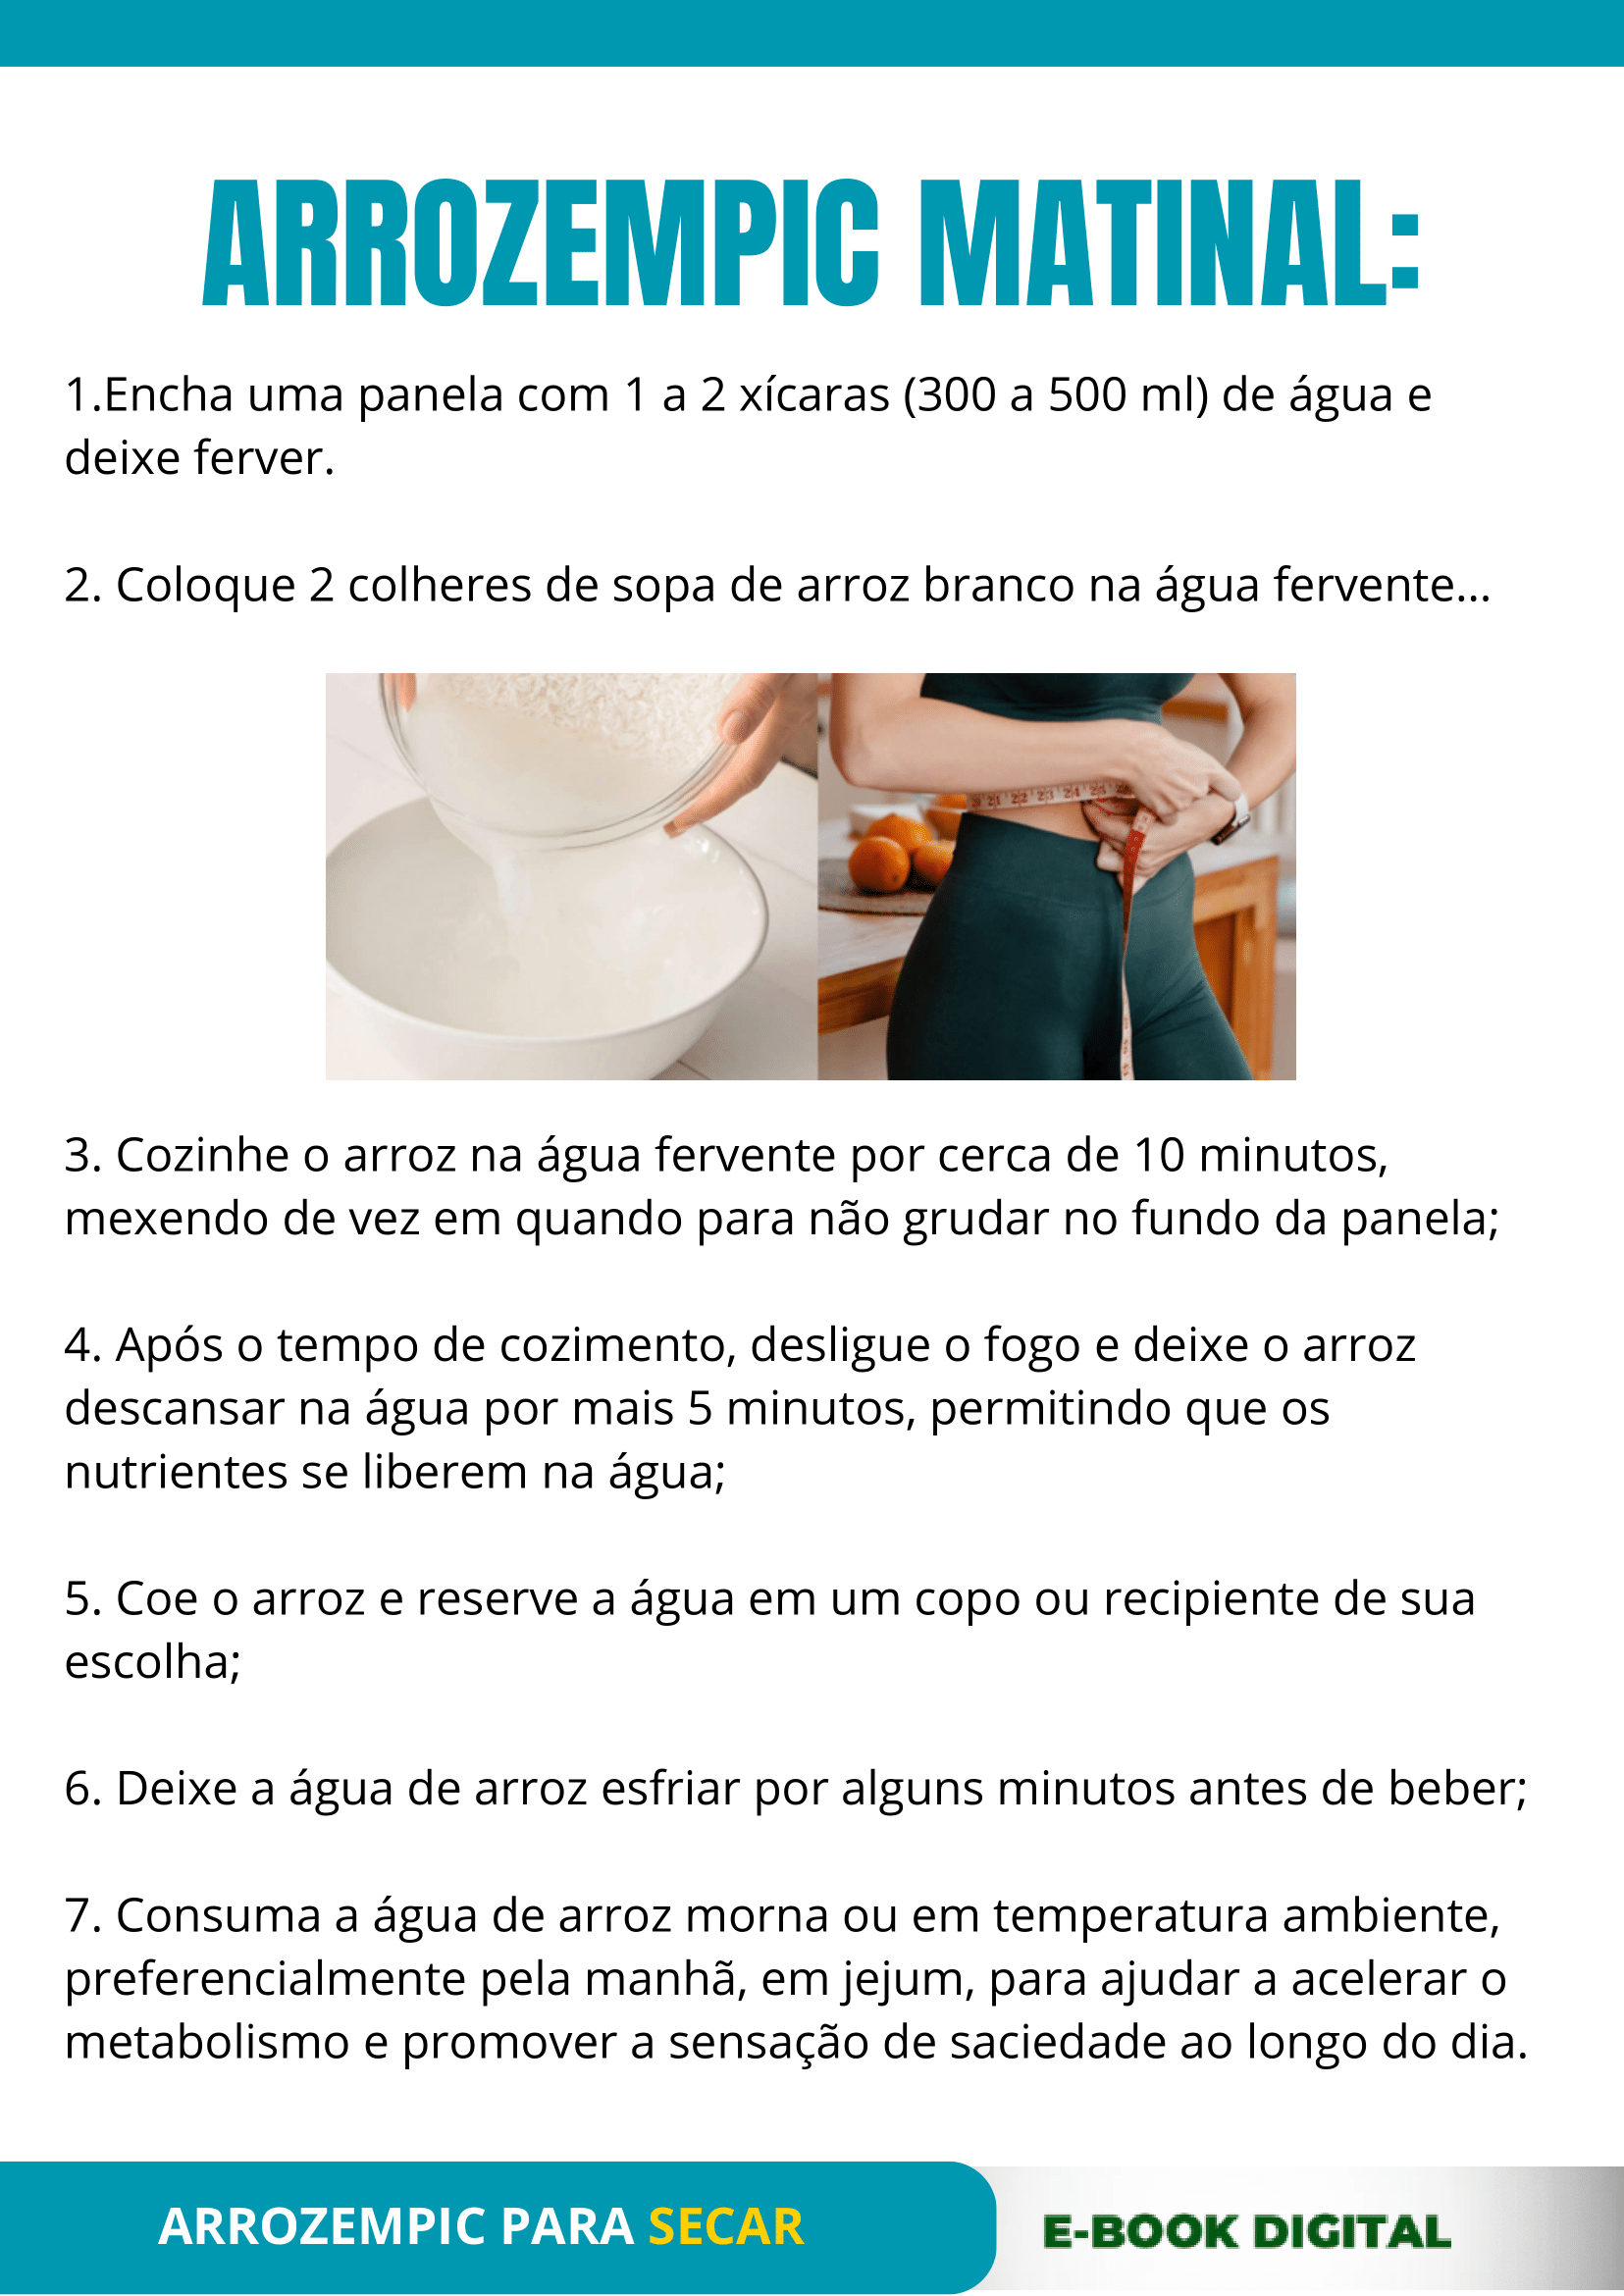 ARROZEMPIC MATINAL:
1.Encha uma panela com 1 a 2 xícaras (300 a 500 ml) de água e
deixe ferver.
2. Coloque 2 colheres de sopa de arroz branco na água fervente...
21 22 23 24 25
3. Cozinhe o arroz na água fervente por cerca de 10 minutos,
mexendo de vez em quando para não grudar no fundo da panela;
4. Após o tempo de cozimento, desligue o fogo e deixe o arroz
descansar na água por mais 5 minutos, permitindo que os
nutrientes se liberem na água;
5. Coe o arroz e reserve a água em um copo ou recipiente de sua
escolha;
6. Deixe a água de arroz esfriar por alguns minutos antes de beber;
7. Consuma a água de arroz morna ou em temperatura ambiente,
preferencialmente pela manhã, em jejum, para ajudar a acelerar o
metabolismo e promover a sensação de saciedade ao longo do dia.
ARROZEMPIC PARA SECAR
E-BOOK DIGITAL